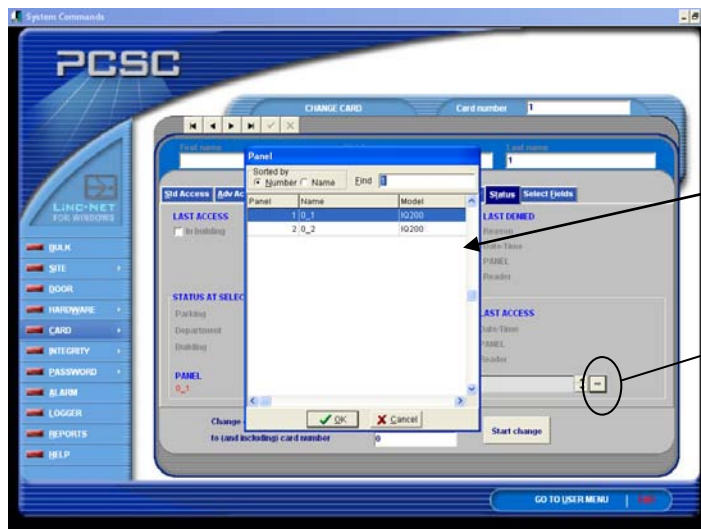 System Commands
PCSC
CHANGE CARD
Card number 1
First name
Last name
1
Panel
Sorted by
Number Name Find 1
Panel Name Model
1 0_1 IQ200
2 0_2 IQ200
OK Cancel
Std Access Adv Ac
Status Select Fields
LAST ACCESS
In building
LAST DENIED
Reason
Date-Time
PANEL
Reader
STATUS AT SELEC
Parking
Department
Building
LAST ACCESS
Date-Time
PANEL
Reader
PANEL
0_1
Change
to (and including) card number 0
Start change
LINC-NET
FOR WINDOWS
BULK
SITE
DOOR
HARDWARE
CARD
INTEGRITY
PASSWORD
ALARM
LOGGER
REPORTS
HELP
GO TO USER MENU